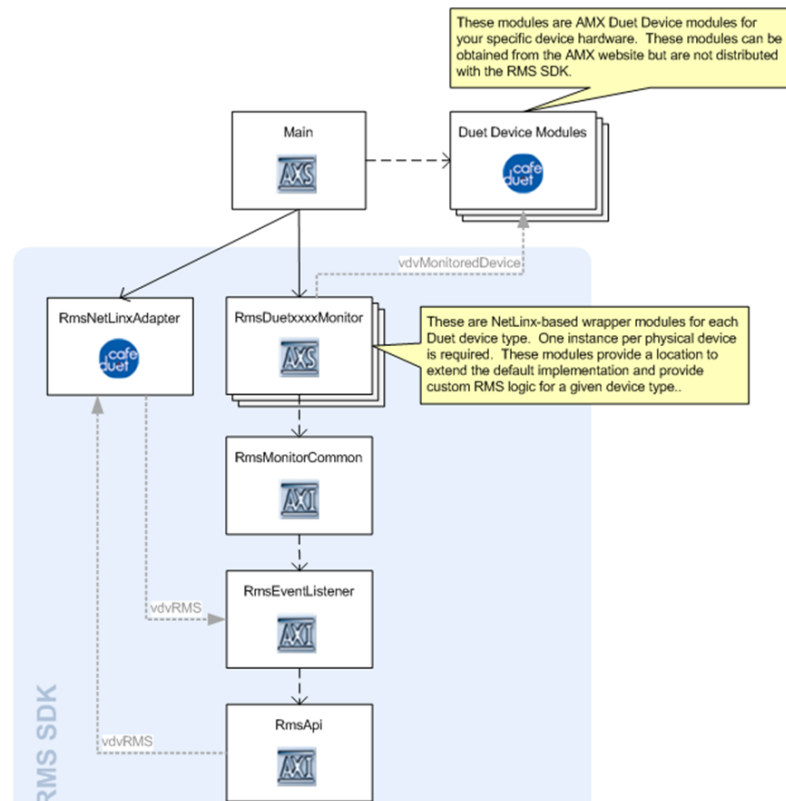 These modules are AMX Duet Device modules for
your specific device hardware.  These modules can be
obtained from the AMX website but are not distributed
with the RMS SDK.
Main
AXS
Duet Device Modules
cafe
duet
vdvMonitoredDevice
RmsNetLinxAdapter
cafe
duet
RmsDuetxxxxMonitor
AXS
These are NetLinx-based wrapper modules for each
Duet device type.  One instance per physical device
is required.  These modules provide a location to
extend the default implementation and provide
custom RMS logic for a given device type..
RmsMonitorCommon
AXI
RmsEventListener
AXI
vdvRMS
RmsApi
AXI
vdvRMS
RMS SDK